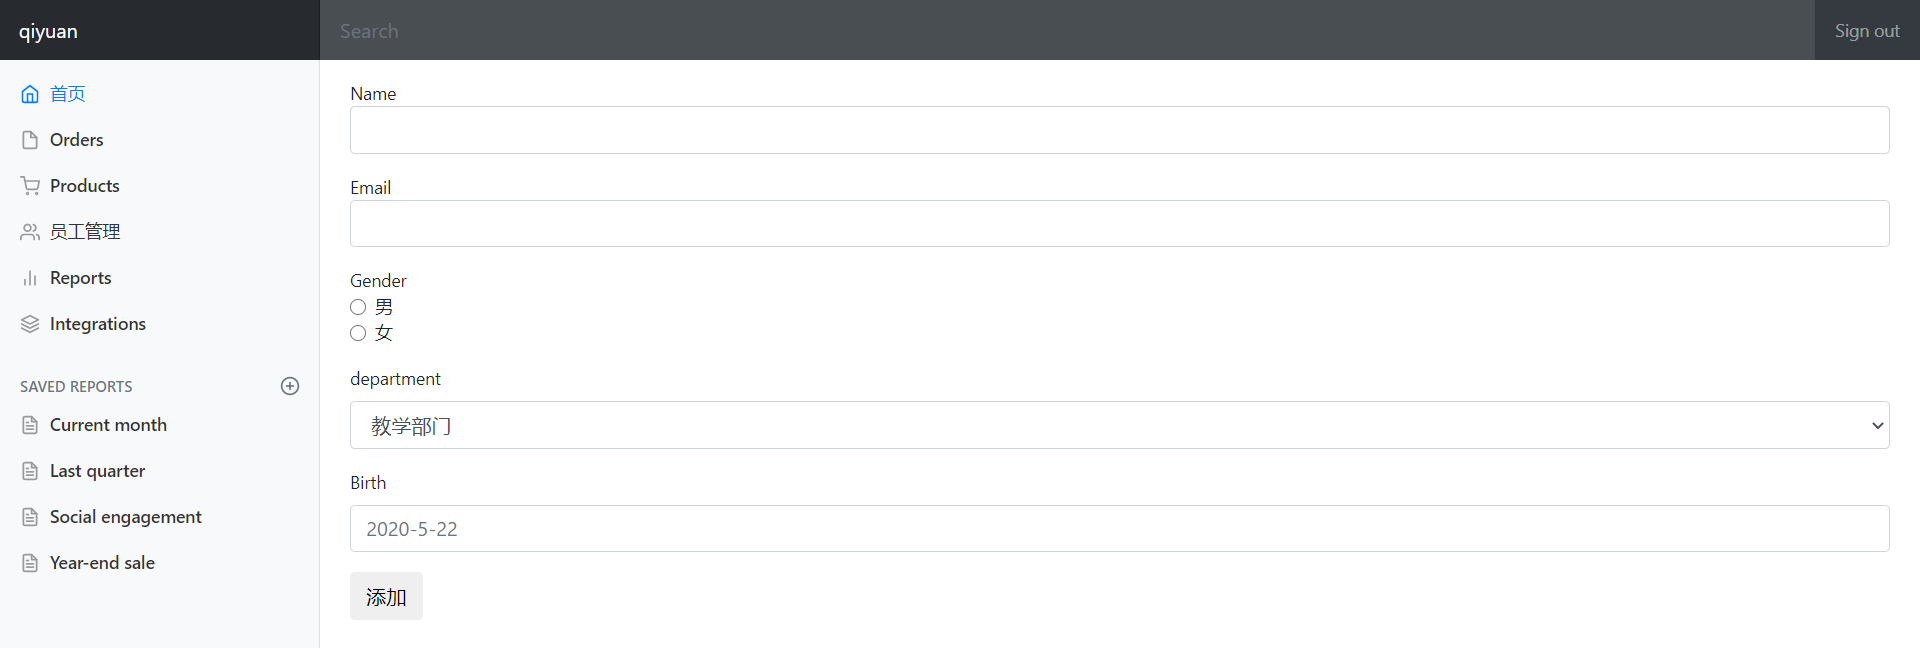 qiyuan
Search
Sign out
首页
Orders
Products
员工管理
Reports
Integrations
SAVED REPORTS
Current month
Last quarter
Social engagement
Year-end sale
Name
Email
Gender
男
女
department
教学部门
Birth
2020-5-22
添加